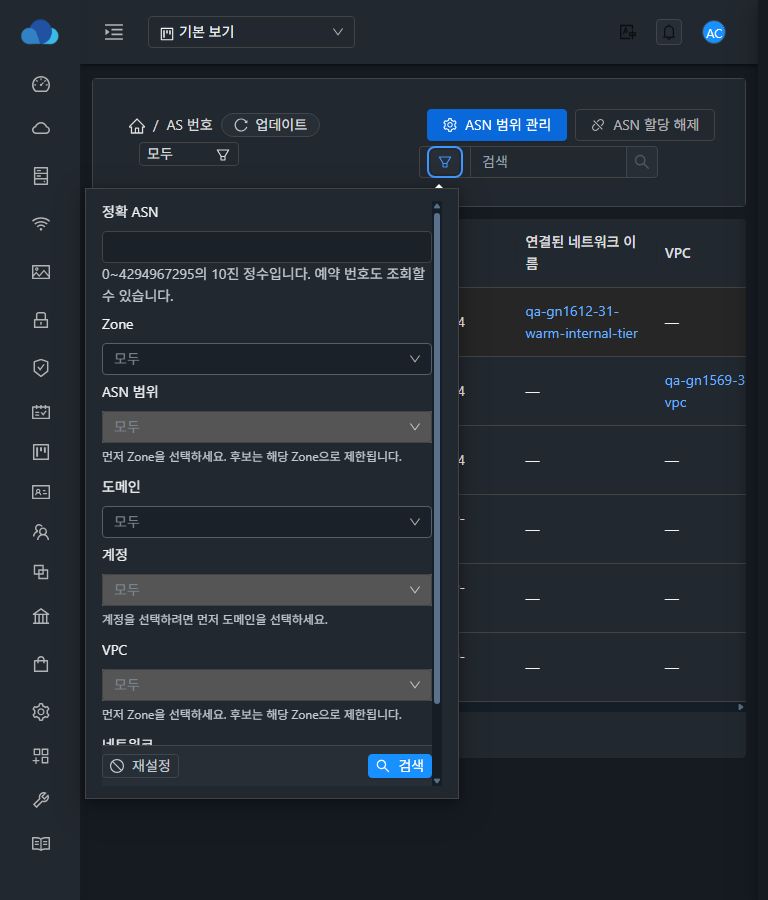 기본 보기
AC
/ AS 번호 업데이트
모두
ASN 범위 관리
ASN 할당 해제
검색
정확 ASN
0~4294967295의 10진 정수입니다. 예약 번호도 조회할
수 있습니다.
Zone
모두
ASN 범위
모두
먼저 Zone을 선택하세요. 후보는 해당 Zone으로 제한됩니다.
도메인
모두
계정
모두
계정을 선택하려면 먼저 도메인을 선택하세요.
VPC
모두
먼저 Zone을 선택하세요. 후보는 해당 Zone으로 제한됩니다.
재설정
검색
연결된 네트워크 이
름
VPC
4
qa-gn1612-31-
warm-internal-tier
—
4
—
qa-gn1569-3
vpc
4
—
—
-
—
—
-
—
—
-
—
—